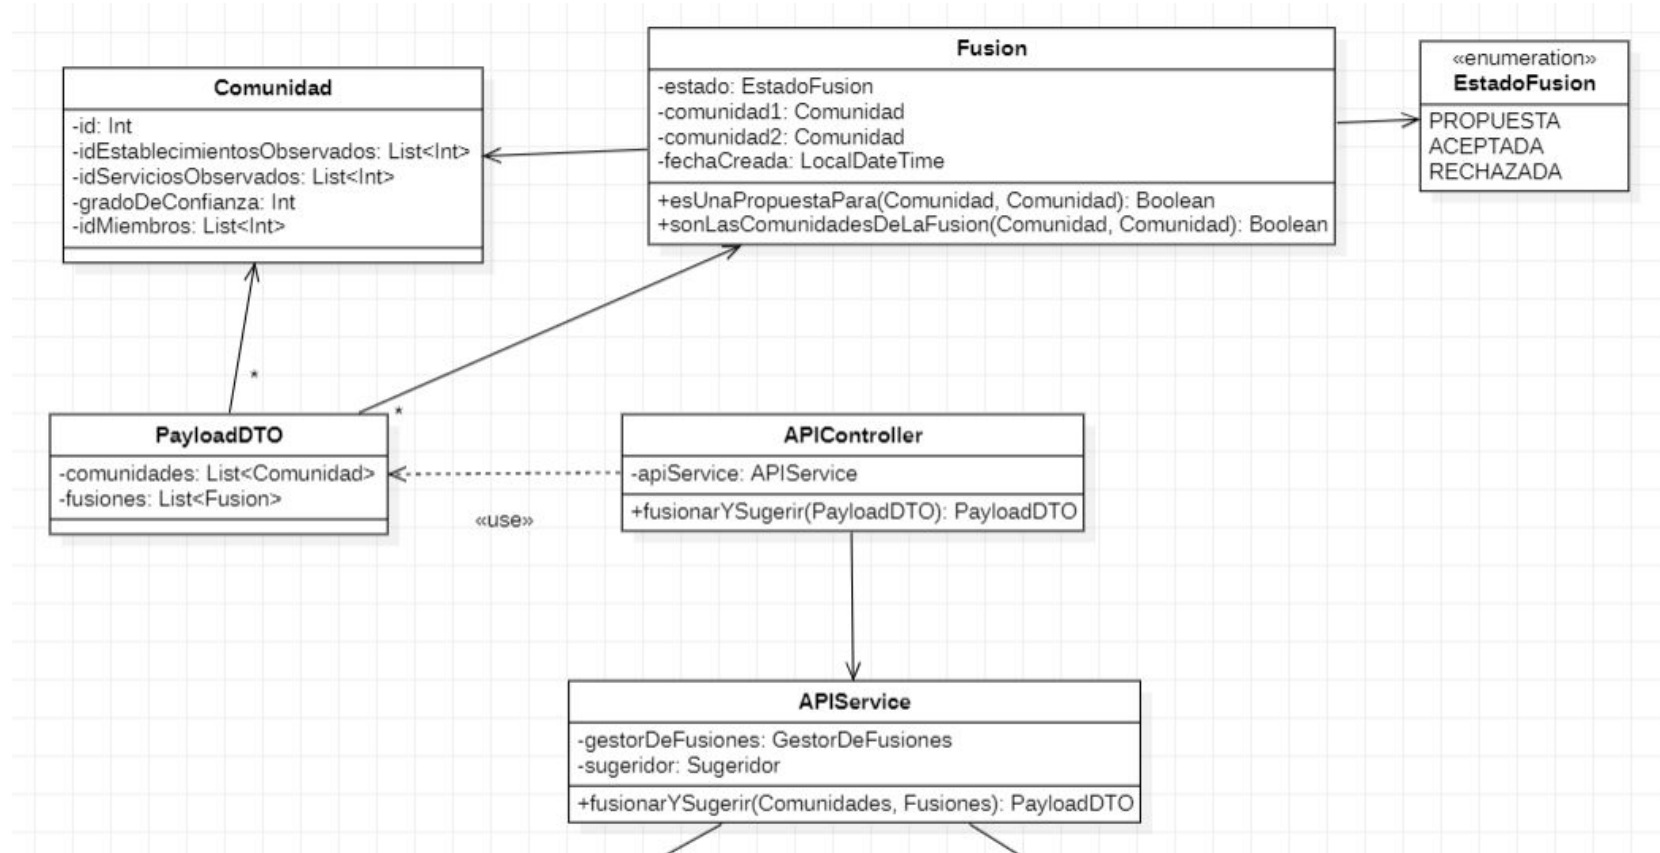 Comunidad
-id: Int
-idEstablecimientosObservados: List<Int>
-idServiciosObservados: List<Int>
-gradoDeConfianza: Int
-idMiembros: List<Int>
Fusion
-estado: EstadoFusion
-comunidad1: Comunidad
-comunidad2: Comunidad
-fechaCreada: LocalDateTime
+esUnaPropuestaPara(Comunidad, Comunidad): Boolean
+sonLasComunidadesDeLaFusion(Comunidad, Comunidad): Boolean
«enumeration»
EstadoFusion
PROPUESTA
ACEPTADA
RECHAZADA
*
*
PayloadDTO
-comunidades: List<Comunidad>
-fusiones: List<Fusion>
«use»
APIController
-apiService: APIService
+fusionarYSugerir(PayloadDTO): PayloadDTO
APIService
-gestorDeFusiones: GestorDeFusiones
-sugeridor: Sugeridor
+fusionarYSugerir(Comunidades, Fusiones): PayloadDTO